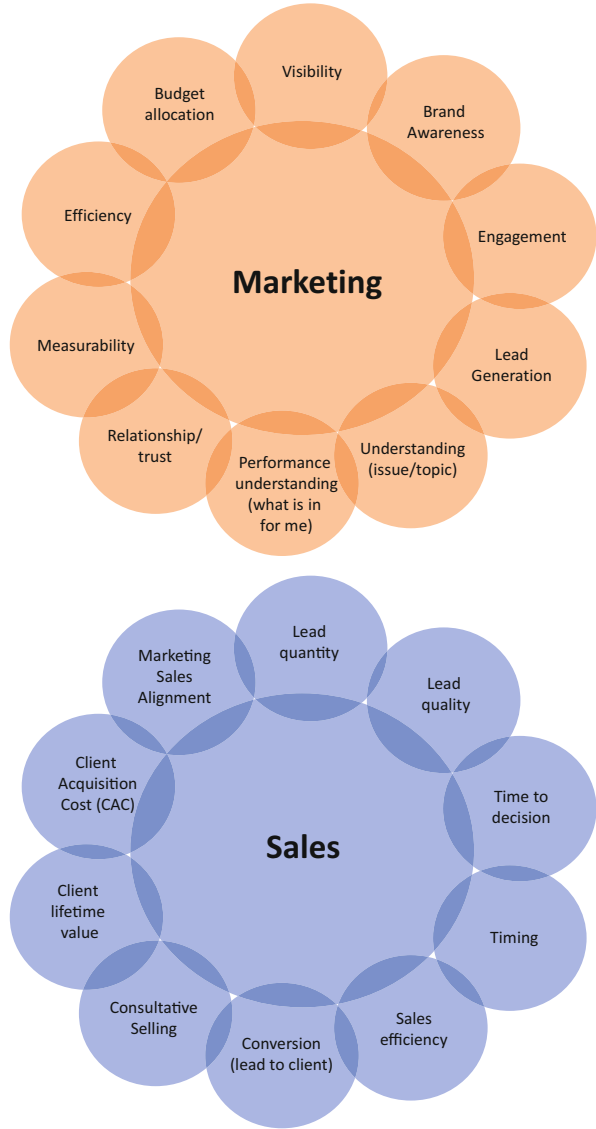 Visibility
Brand
Awareness
Engagement
Lead
Generation
Understanding
(issue/topic)
Performance
understanding
(what is in
for me)
Relationship/
trust
Measurability
Efficiency
Budget
allocation
Marketing
Lead
quantity
Lead
quality
Time to
decision
Timing
Sales
efficiency
Conversion
(lead to client)
Consultative
Selling
Client
lifetime
value
Client
Acquisition
Cost (CAC)
Marketing
Sales
Alignment
Sales